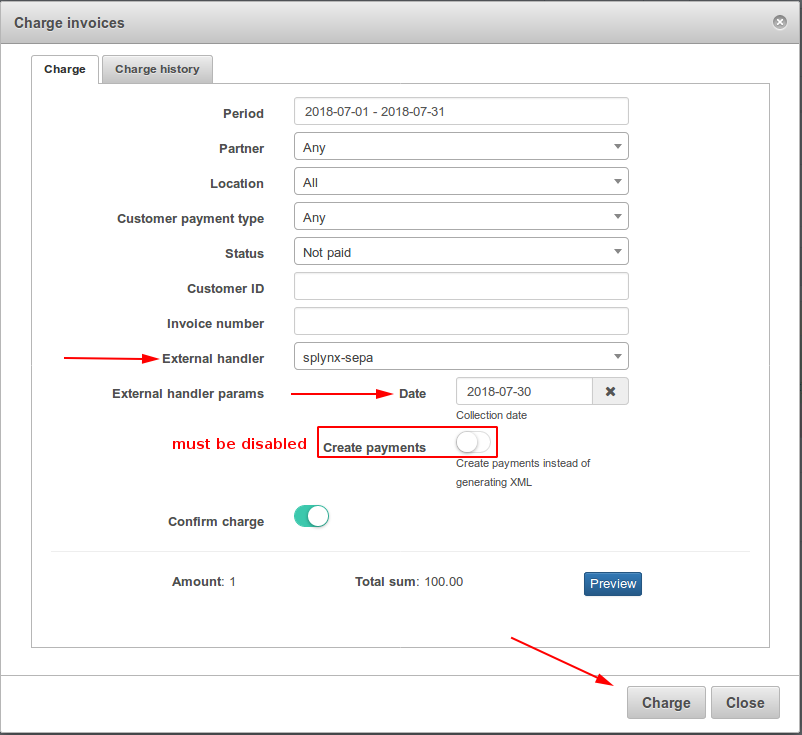 Charge invoices
Charge Charge history
Period 2018-07-01 - 2018-07-31
Partner Any
Location All
Customer payment type Any
Status Not paid
Customer ID
Invoice number
External handler splynx-sepa
External handler params Date 2018-07-30
Collection date
must be disabled Create payments
Create payments instead of
generating XML
Confirm charge
Amount: 1 Total sum: 100.00 Preview
Charge Close